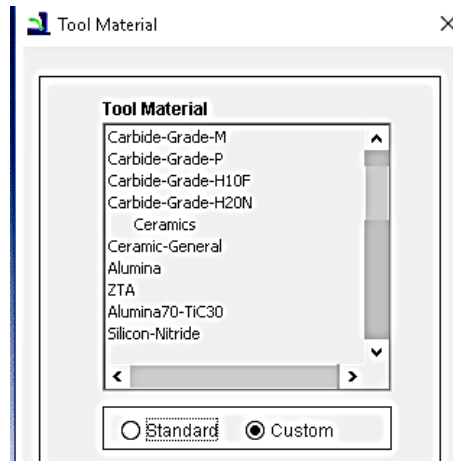 Tool Material
Tool Material
Carbide-Grade-M
Carbide-Grade-P
Carbide-Grade-H10F
Carbide-Grade-H20N
Ceramics
Ceramic-General
Alumina
ZTA
Alumina70-TiC30
Silicon-Nitride
Standard Custom